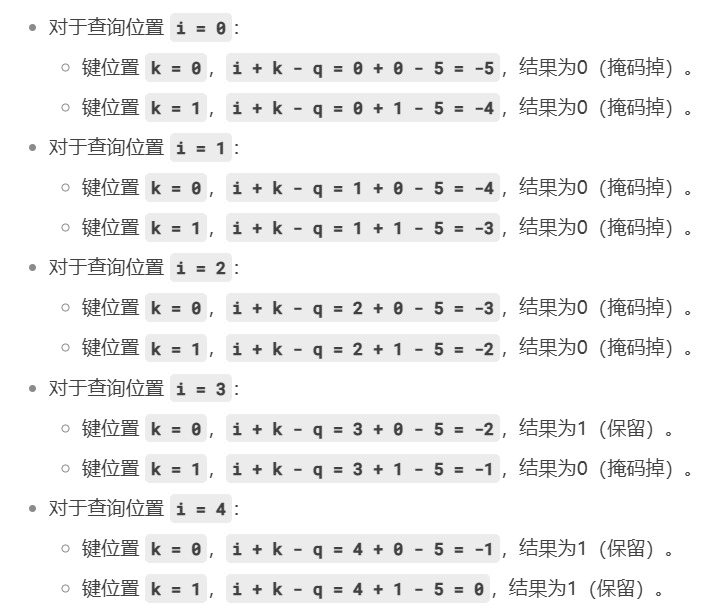 对于查询位置 i = 0：
键位置 k = 0， i + k - q = 0 + 0 - 5 = -5，结果为0（掩码掉）。
键位置 k = 1， i + k - q = 0 + 1 - 5 = -4，结果为0（掩码掉）。
对于查询位置 i = 1：
键位置 k = 0， i + k - q = 1 + 0 - 5 = -4，结果为0（掩码掉）。
键位置 k = 1， i + k - q = 1 + 1 - 5 = -3，结果为0（掩码掉）。
对于查询位置 i = 2：
键位置 k = 0， i + k - q = 2 + 0 - 5 = -3，结果为0（掩码掉）。
键位置 k = 1， i + k - q = 2 + 1 - 5 = -2，结果为0（掩码掉）。
对于查询位置 i = 3：
键位置 k = 0， i + k - q = 3 + 0 - 5 = -2，结果为1（保留）。
键位置 k = 1， i + k - q = 3 + 1 - 5 = -1，结果为0（掩码掉）。
对于查询位置 i = 4：
键位置 k = 0， i + k - q = 4 + 0 - 5 = -1，结果为1（保留）。
键位置 k = 1， i + k - q = 4 + 1 - 5 = 0，结果为1（保留）。